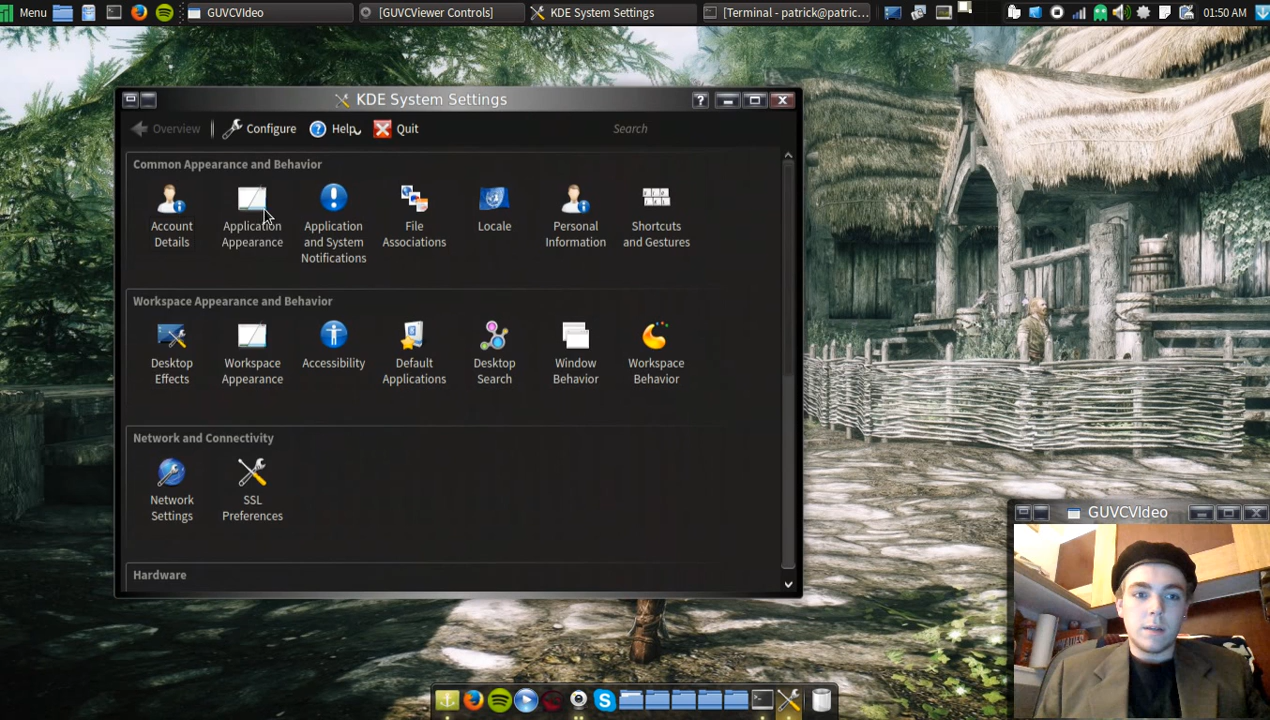 Menu
GUVCVIdeo
[GUVCViewer Controls]
KDE System Settings
[Terminal - patrick@patric...
01:50 AM
KDE System Settings
?
Overview
Configure
Help
Quit
Search
Common Appearance and Behavior
Account
Details
Application
Appearance
Application
and System
Notifications
File
Associations
Locale
Personal
Information
Shortcuts
and Gestures
Workspace Appearance and Behavior
Desktop
Effects
Workspace
Appearance
Accessibility
Default
Applications
Desktop
Search
Window
Behavior
Workspace
Behavior
Network and Connectivity
Network
Settings
SSL
Preferences
Hardware
GUVCVIdeo